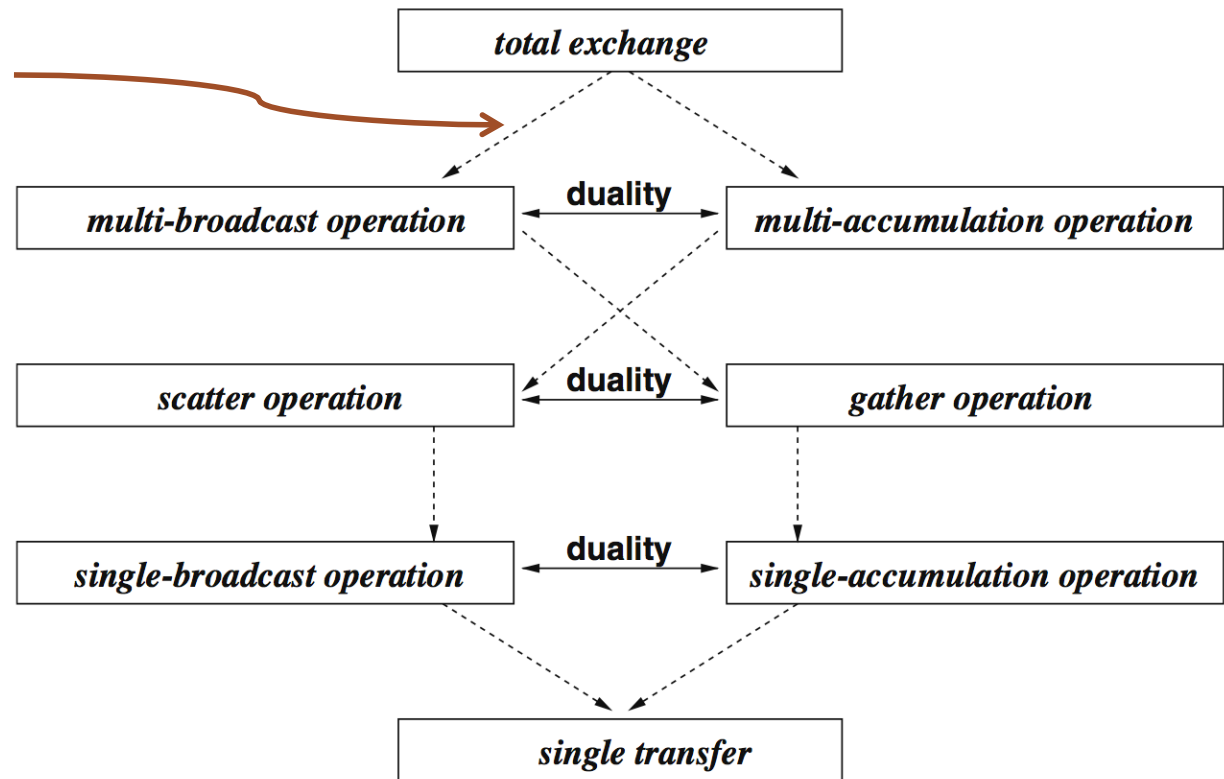 total exchange
duality
multi-broadcast operation
multi-accumulation operation
duality
scatter operation
gather operation
duality
single-broadcast operation
single-accumulation operation
single transfer